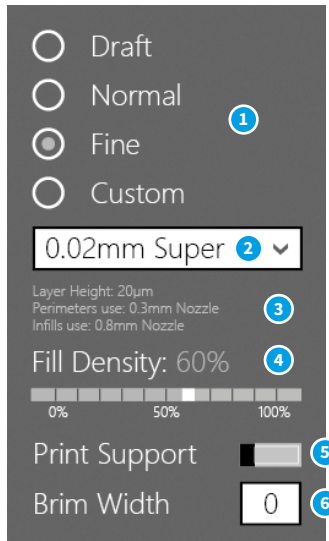 Draft
Normal
1
Fine
Custom
0.02mm Super 2
Layer Height: 20µm
Perimeters use: 0.3mm Nozzle 3
Infills use: 0.8mm Nozzle
Fill Density: 60% 4
0% 50% 100%
Print Support 5
Brim Width 0 6